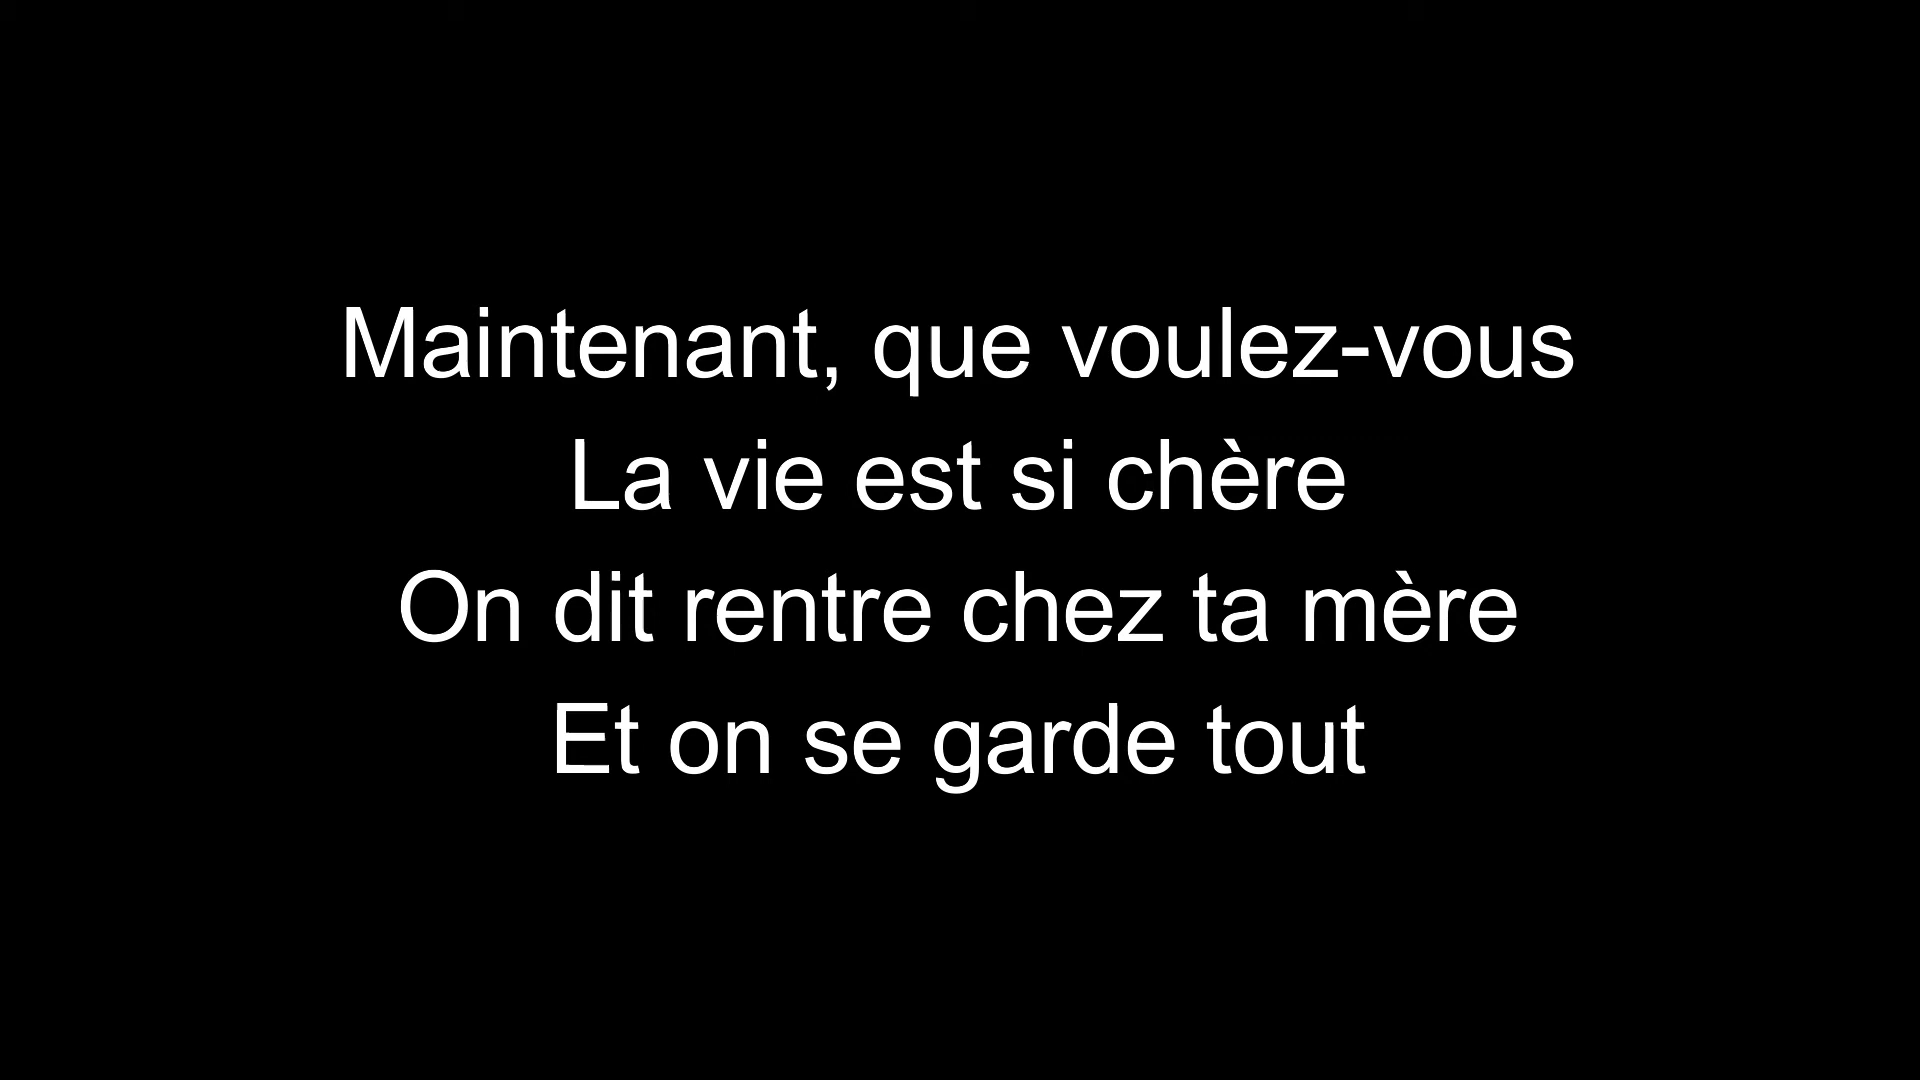 Maintenant, que voulez-vous
La vie est si chère
On dit rentre chez ta mère
Et on se garde tout